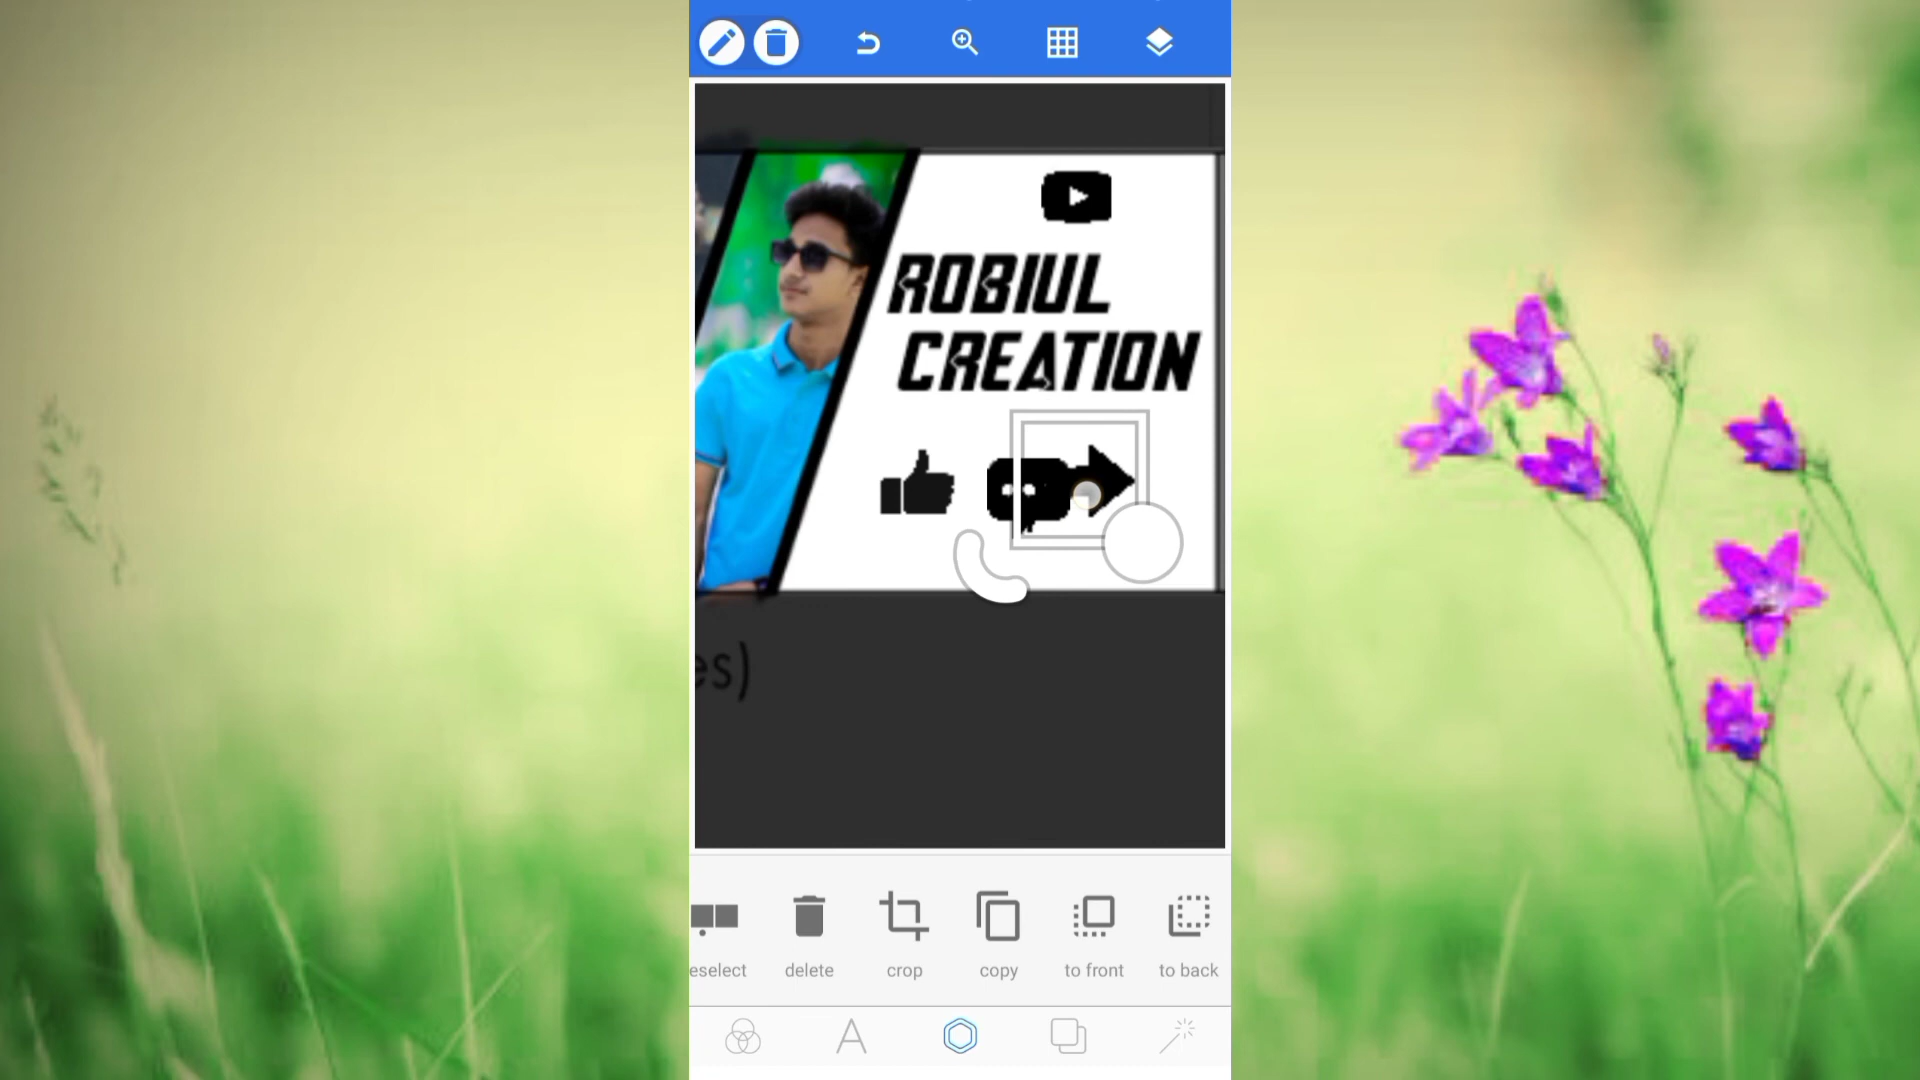 ROBIUL
CREATION
es)
eselect
delete
crop
copy
to front
to back